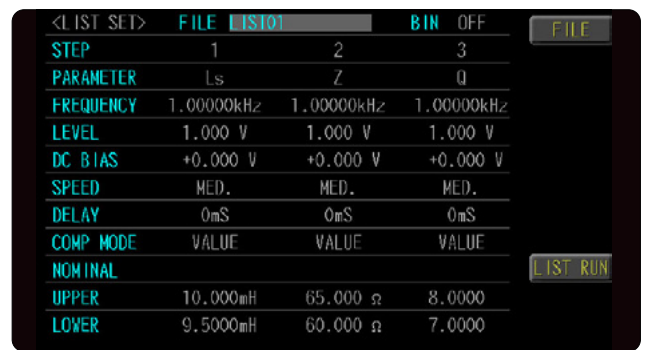 <LIST SET> FILE LIST01 BIN OFF FILE
STEP 1 2 3
PARAMETER Ls Z Q
FREQUENCY 1.00000kHz 1.00000kHz 1.00000kHz
LEVEL 1.000 V 1.000 V 1.000 V
DC BIAS +0.000 V +0.000 V +0.000 V
SPEED MED. MED. MED.
DELAY 0mS 0mS 0mS
COMP MODE VALUE VALUE VALUE
NOMINAL LIST RUN
UPPER 10.000mH 65.000 Ω 8.0000
LOWER 9.5000mH 60.000 Ω 7.0000